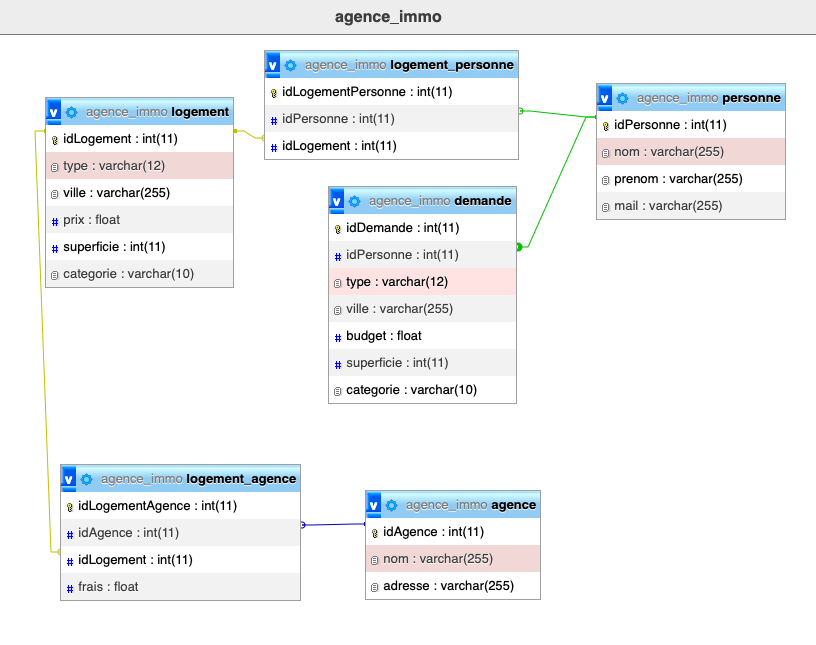 agence_immo
agence_immo logement_personne
idLogementPersonne : int(11)
idPersonne : int(11)
idLogement : int(11)
agence_immo personne
idPersonne : int(11)
nom : varchar(255)
prenom : varchar(255)
mail : varchar(255)
agence_immo logement
idLogement : int(11)
type : varchar(12)
ville : varchar(255)
prix : float
superficie : int(11)
categorie : varchar(10)
agence_immo demande
idDemande : int(11)
idPersonne : int(11)
type : varchar(12)
ville : varchar(255)
budget : float
superficie : int(11)
categorie : varchar(10)
agence_immo logement_agence
idLogementAgence : int(11)
idAgence : int(11)
idLogement : int(11)
frais : float
agence_immo agence
idAgence : int(11)
nom : varchar(255)
adresse : varchar(255)